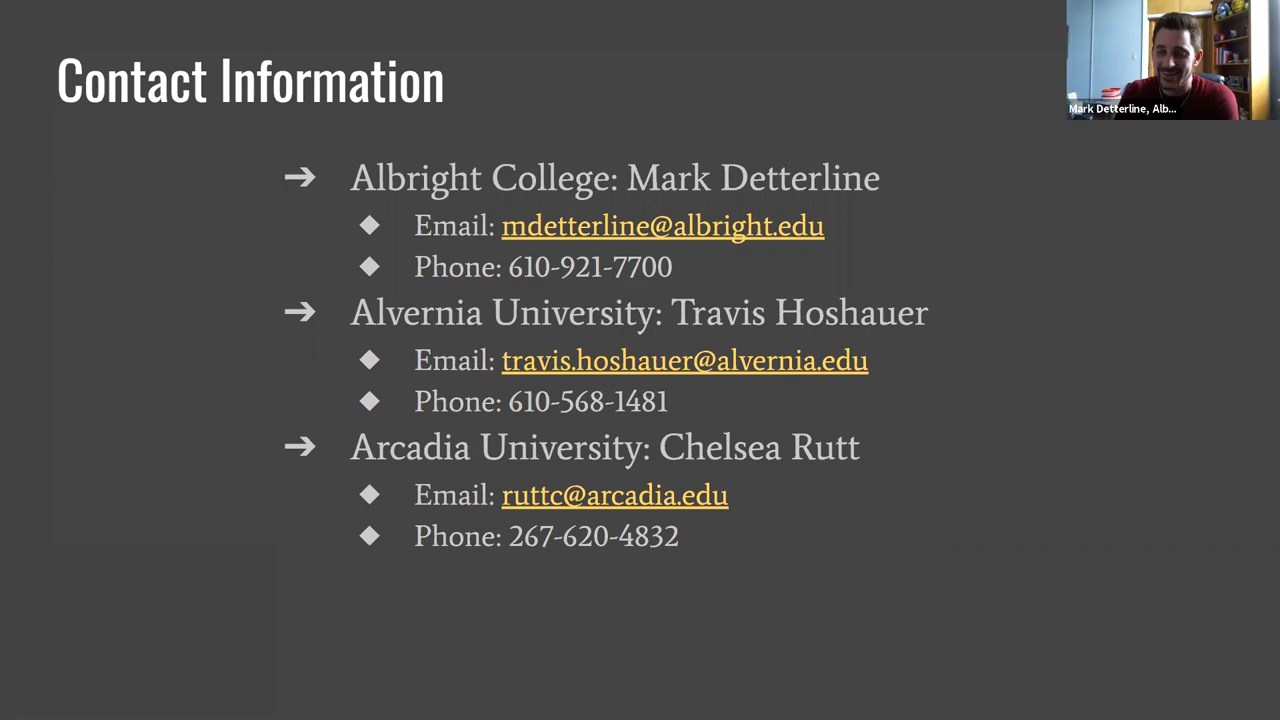 Contact Information
Mark Detterline, Alb...
➔ Albright College: Mark Detterline
◆ Email: mdetterline@albright.edu
◆ Phone: 610-921-7700
➔ Alvernia University: Travis Hoshauer
◆ Email: travis.hoshauer@alvernia.edu
◆ Phone: 610-568-1481
➔ Arcadia University: Chelsea Rutt
◆ Email: ruttc@arcadia.edu
◆ Phone: 267-620-4832